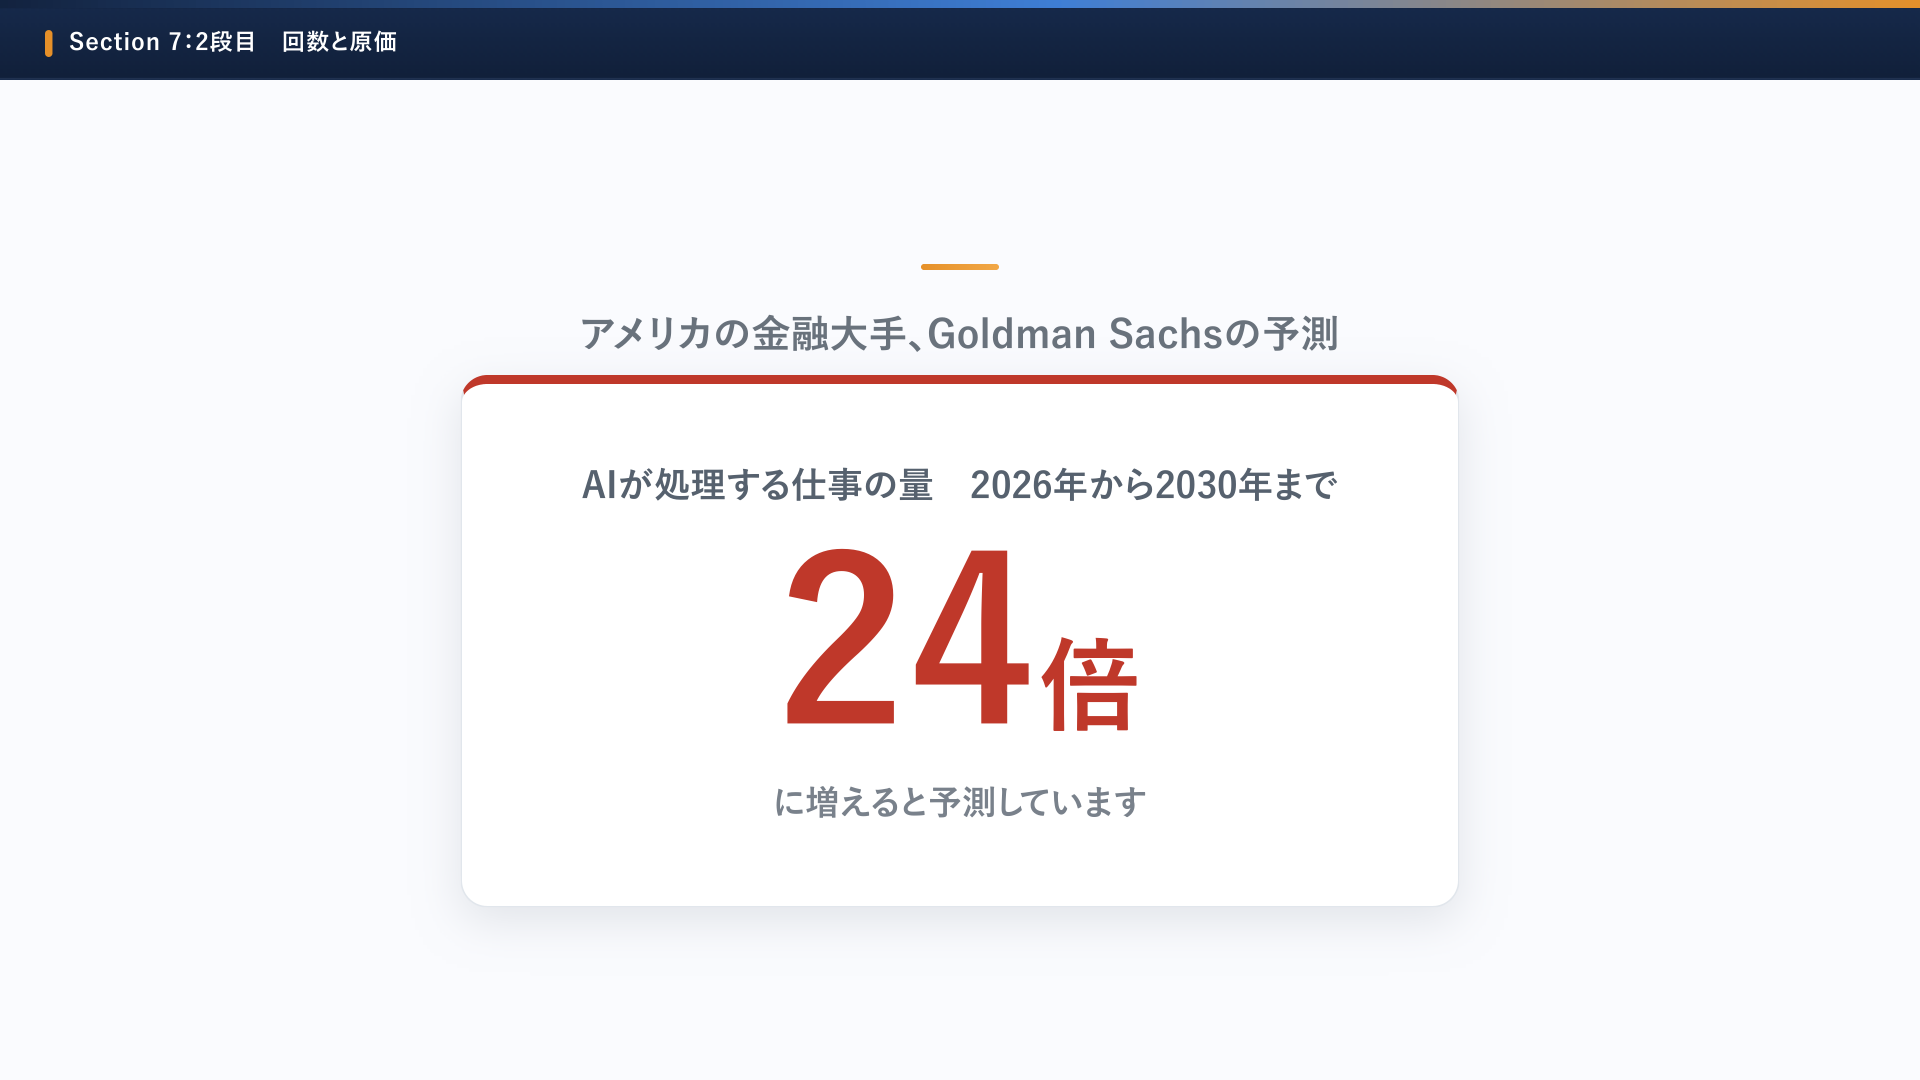 Section 7：2段目　回数と原価
アメリカの金融大手、Goldman Sachsの予測
AIが処理する仕事の量　2026年から2030年まで
24倍
に増えると予測しています